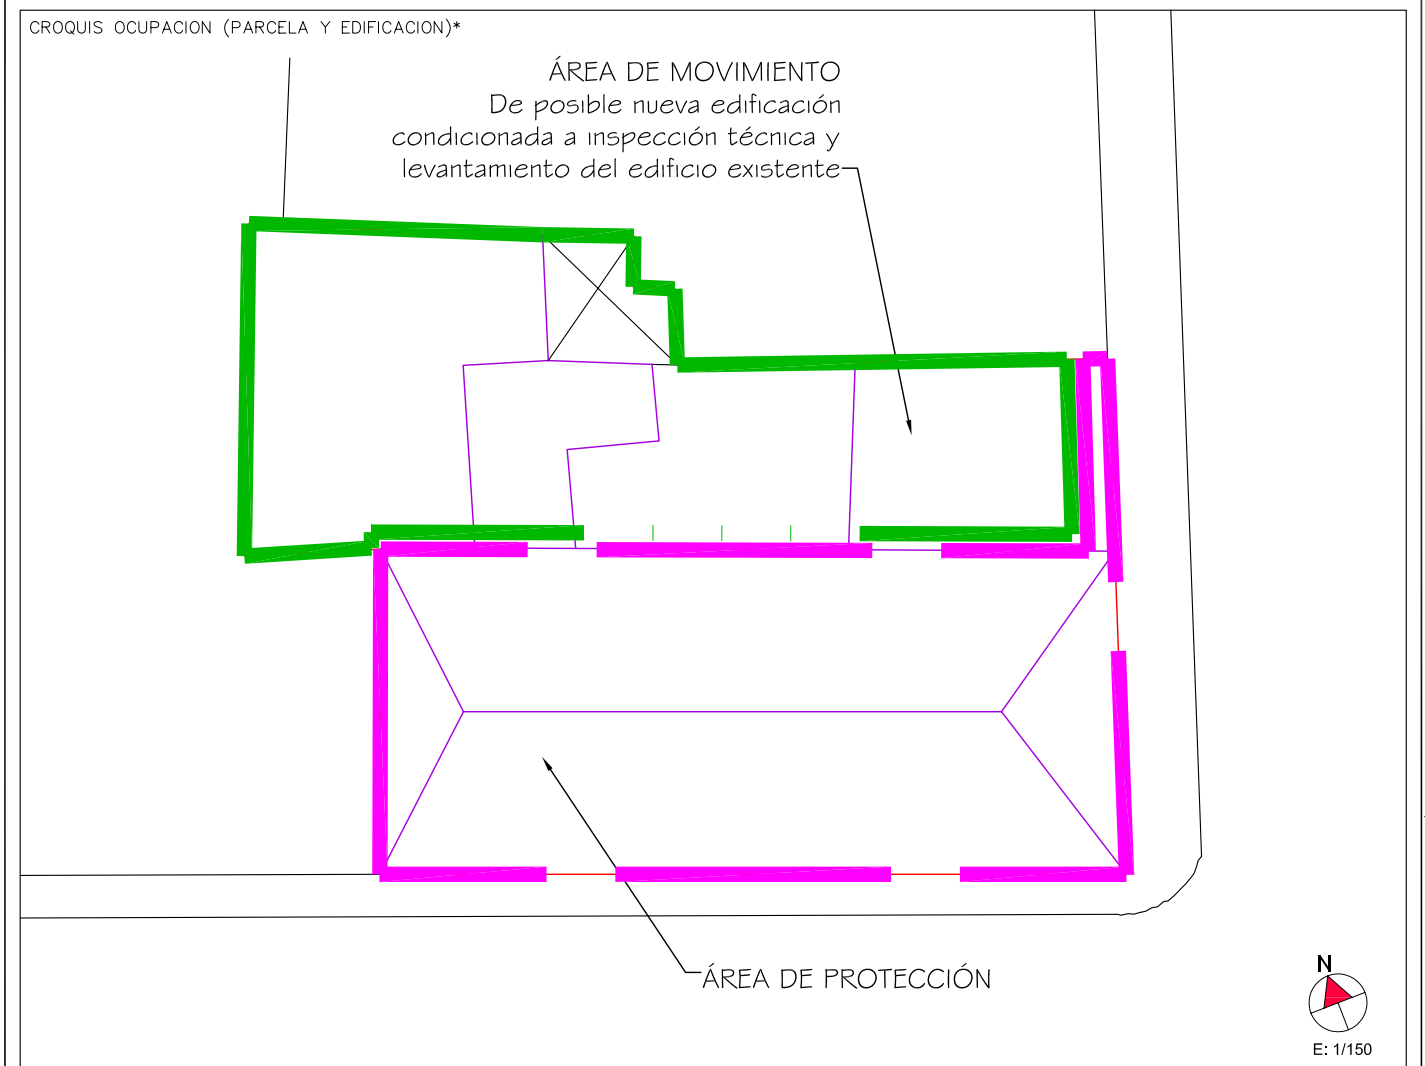 CROQUIS OCUPACION (PARCELA Y EDIFICACION)*
ÁREA DE MOVIMIENTO
De posible nueva edificación
condicionada a inspección técnica y
levantamiento del edificio existente
ÁREA DE PROTECCIÓN
N
E: 1/150